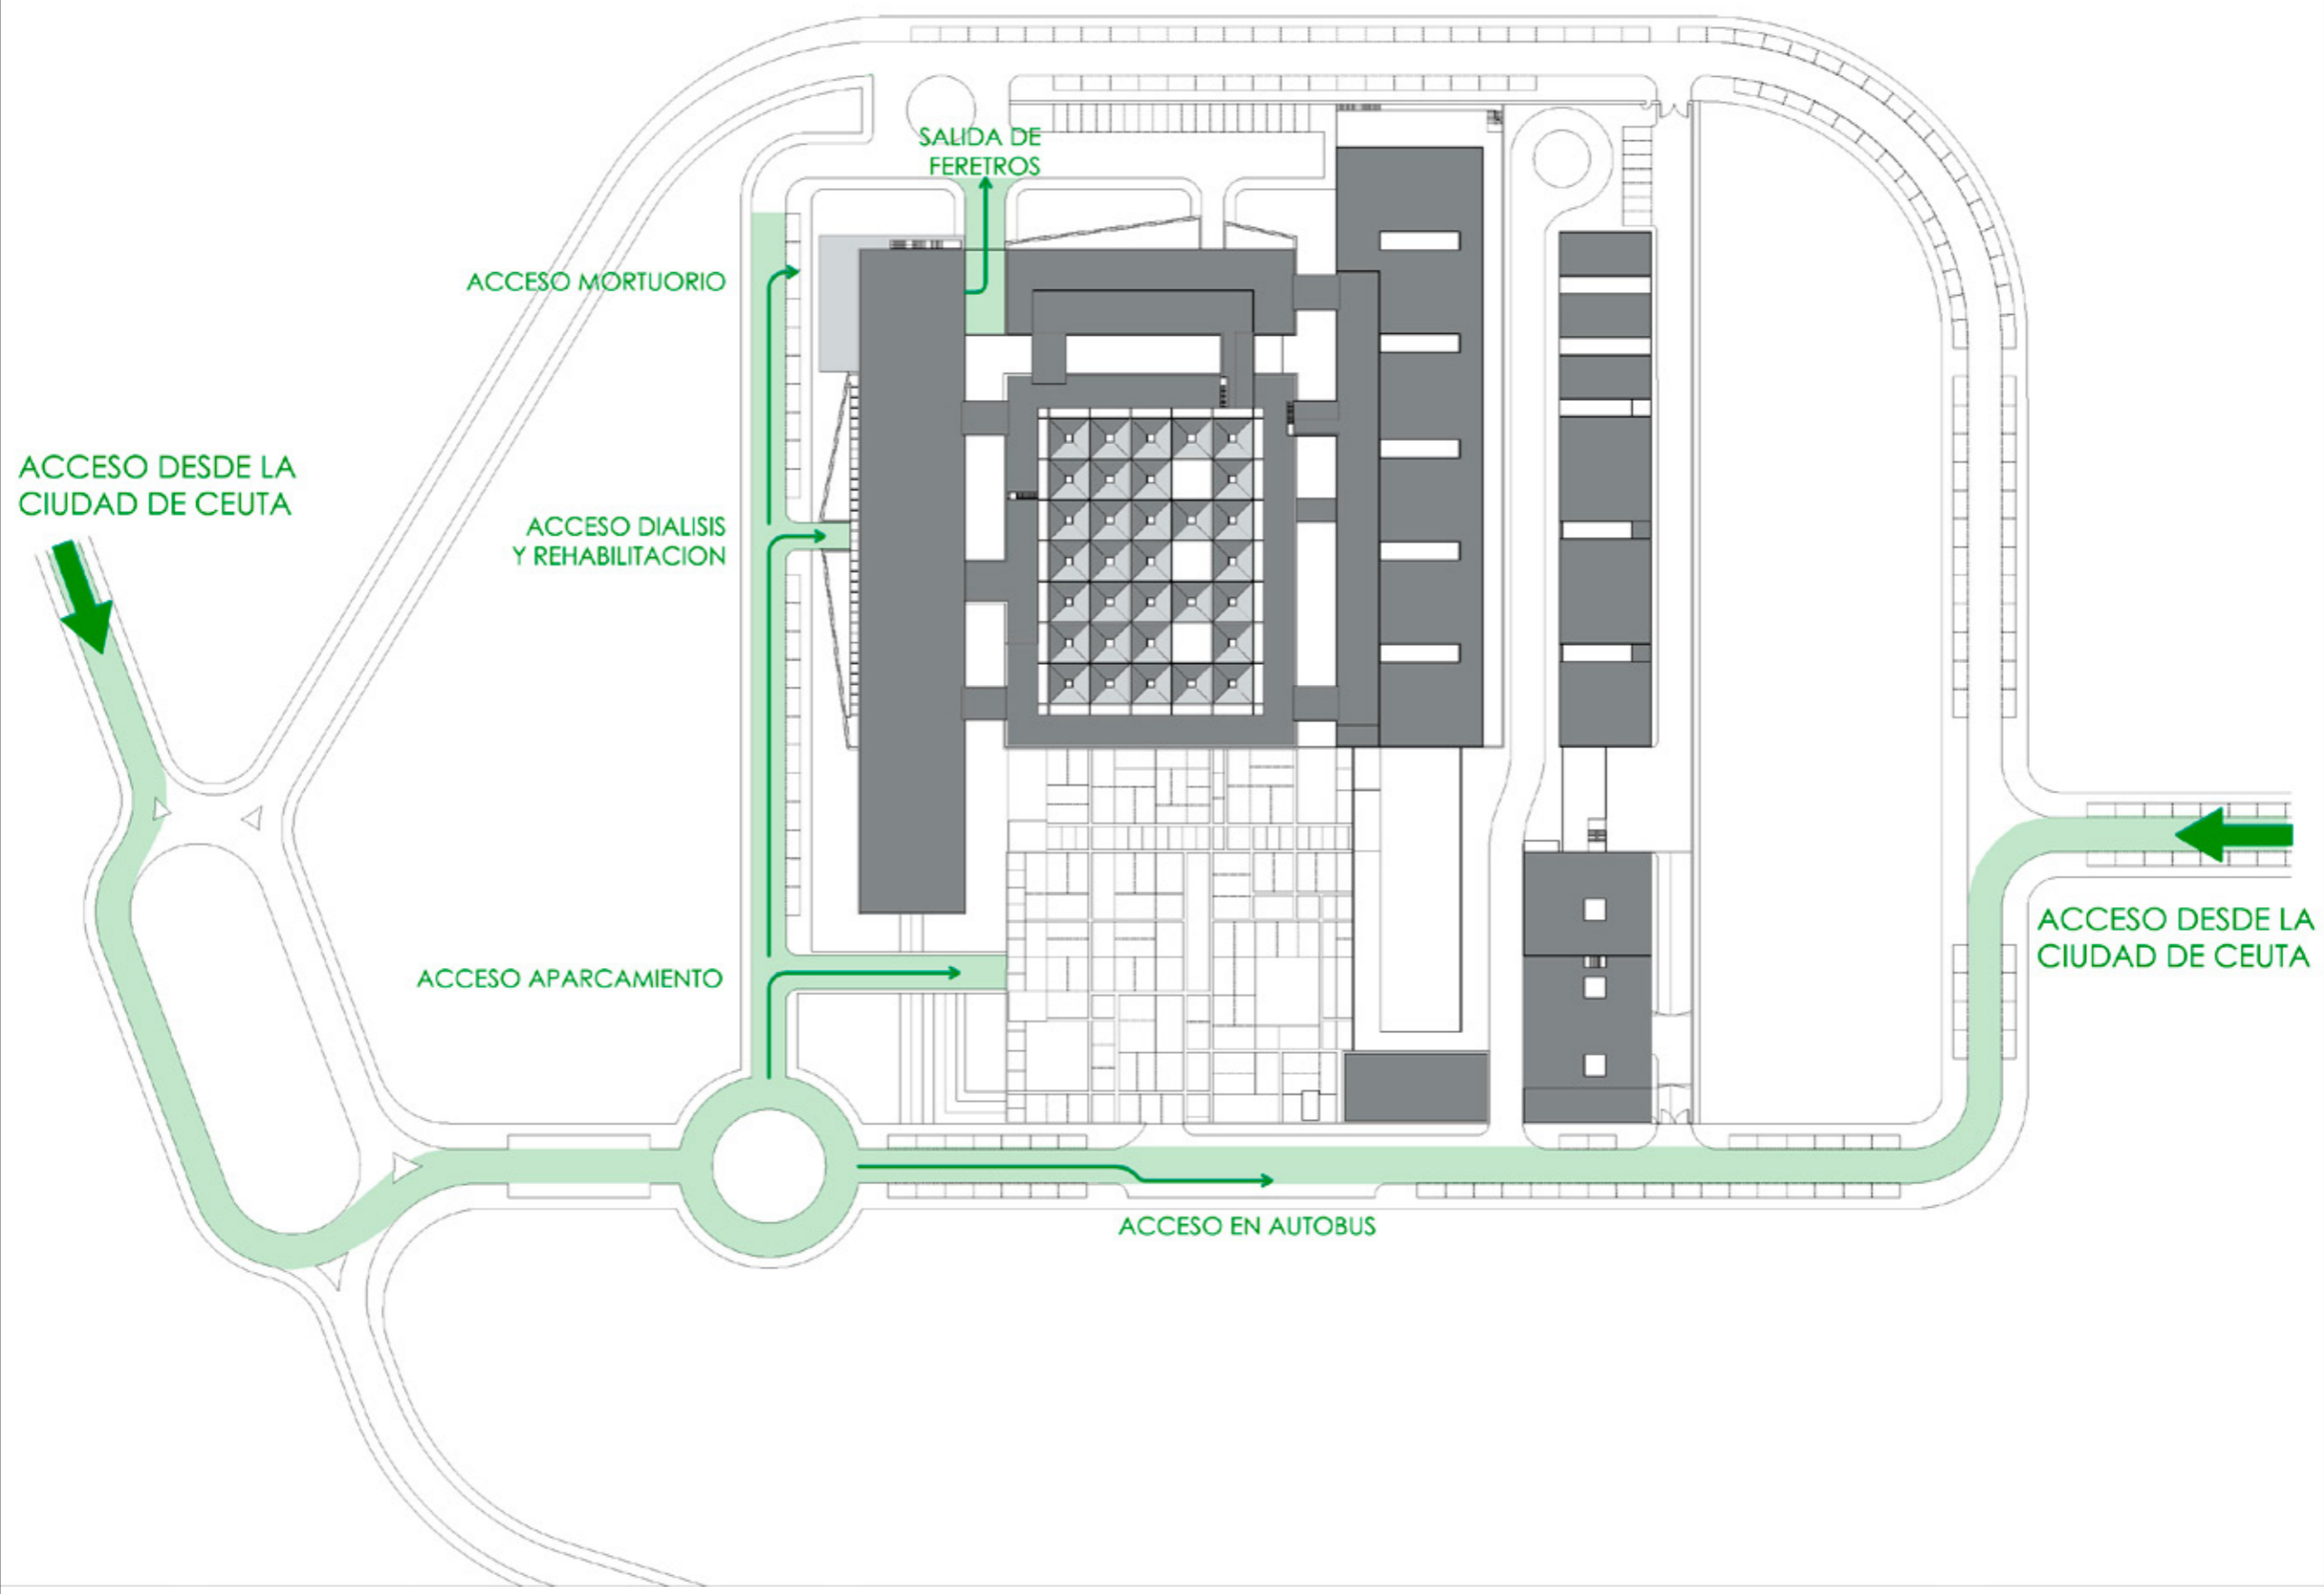 SALIDA DE
FERETROS
ACCESO MORTUORIO
ACCESO DESDE LA
CIUDAD DE CEUTA
ACCESO DIALISIS
Y REHABILITACION
ACCESO DESDE LA
CIUDAD DE CEUTA
ACCESO APARCAMIENTO
ACCESO EN AUTOBUS